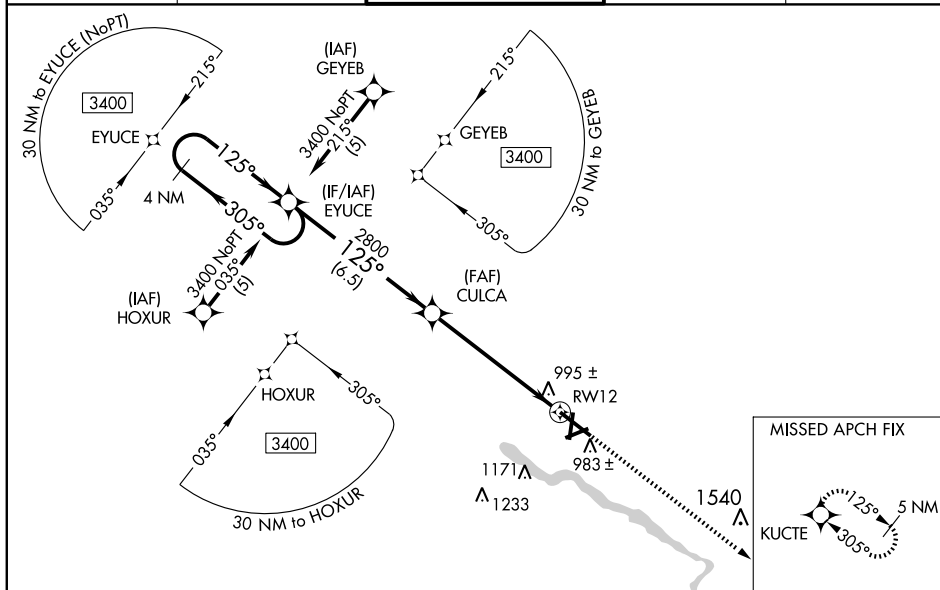 30 NM to EYUCE (NoPT)
3400
215°
EYUCE
035°
4 NM
125°
305°
(IAF)
GEYEB
3400 NoPT
215°
(5)
(IF/IAF)
EYUCE
3400 NoPT
035°
(5)
(IAF)
HOXUR
2800
125°
(6.5)
(FAF)
CULCA
215°
GEYEB
3400
305°
30 NM to GEYEB
HOXUR
305°
035°
3400
30 NM to HOXUR
995 ±
RW12
983 ±
1171
1233
1540
MISSED APCH FIX
125°
5 NM
KUCTE
305°